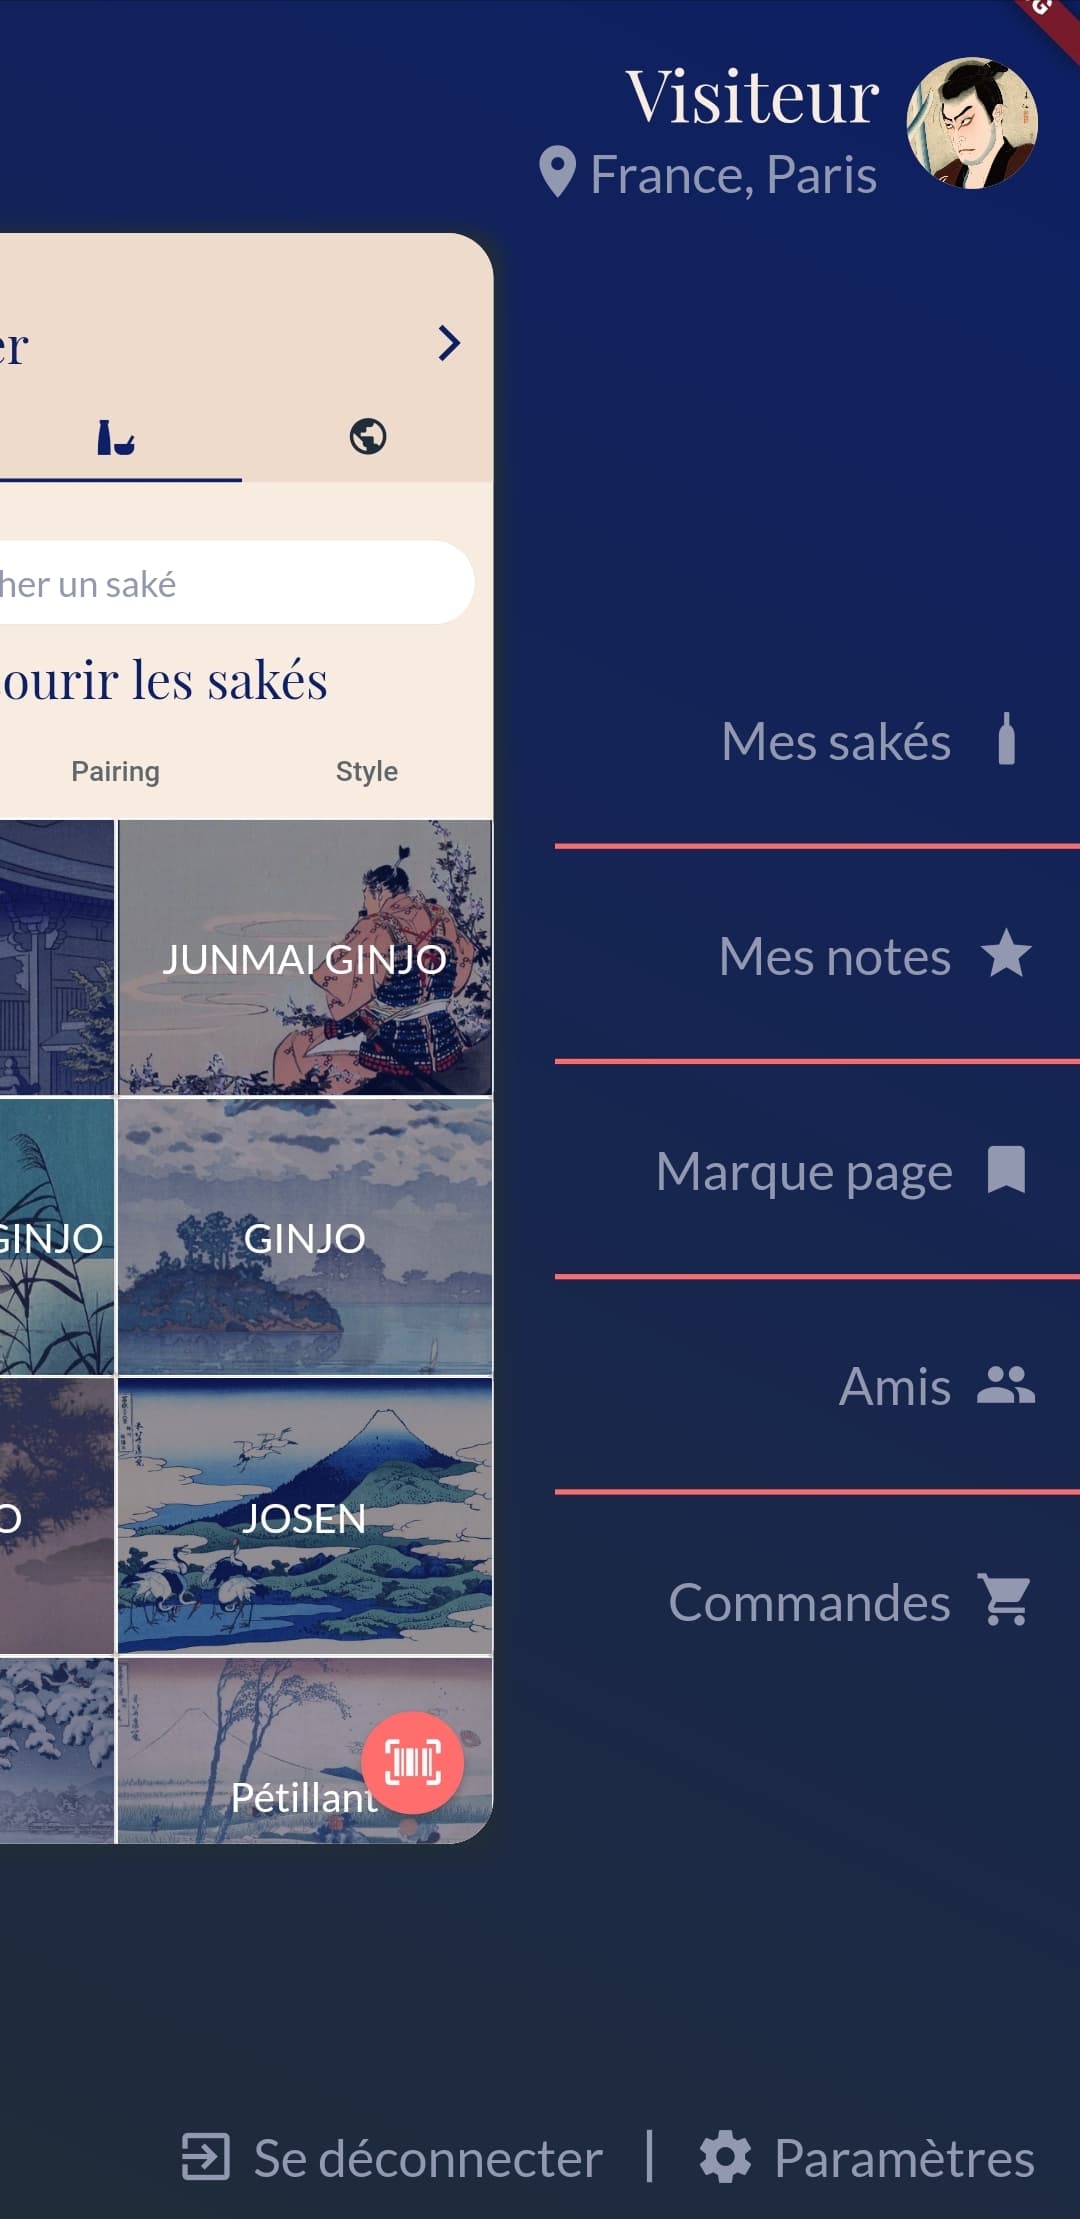 Visiteur
France, Paris
er
her un saké
ourir les sakés
Pairing
Style
JUNMAI GINJO
GINJO
GINJO
O
JOSEN
Pétillant
Mes sakés
Mes notes
Marque page
Amis
Commandes
Se déconnecter | Paramètres